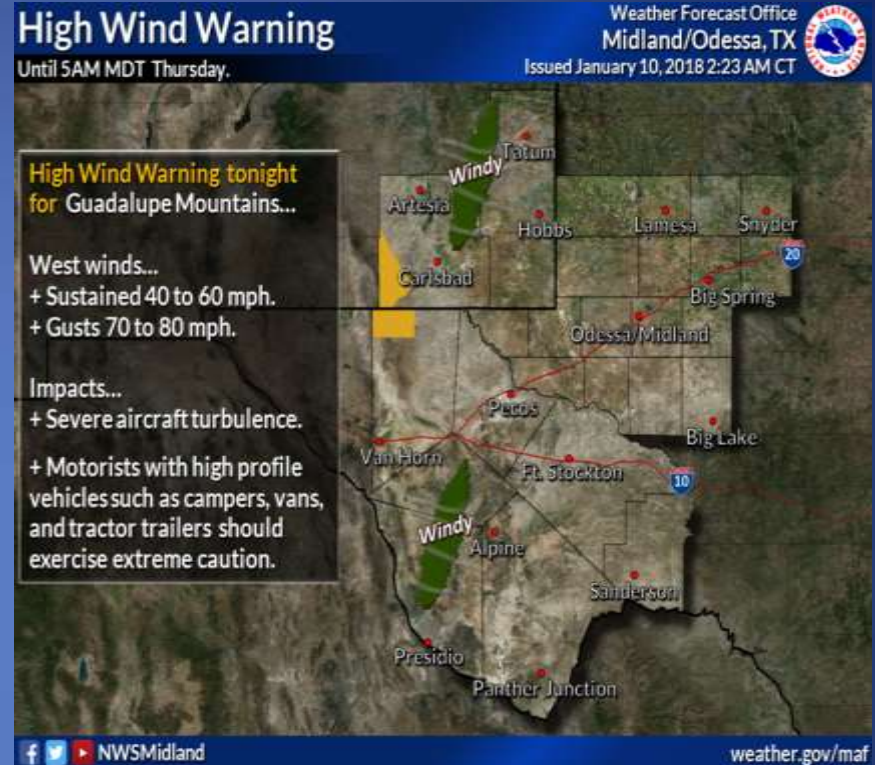 High Wind Warning
Weather Forecast Office
Midland/Odessa, TX
Until 5AM MDT Thursday.
Issued January 10, 2018 2:23 AM CT
High Wind Warning tonight
for Guadalupe Mountains...
West winds...
+ Sustained 40 to 60 mph.
+ Gusts 70 to 80 mph.
Impacts...
+ Severe aircraft turbulence.
+ Motorists with high profile
vehicles such as campers, vans,
and tractor trailers should
exercise extreme caution.
Tatum
Windy
Artesia
Hobbs
Lamesa
Snyder
20
Carlsbad
Big Spring
Odessa/Midland
Pecos
Big Lake
Van Horn
Ft. Stockton
10
Windy
Alpine
Sanderson
Presidio
Panther Junction
NWSMidland
weather.gov/maf